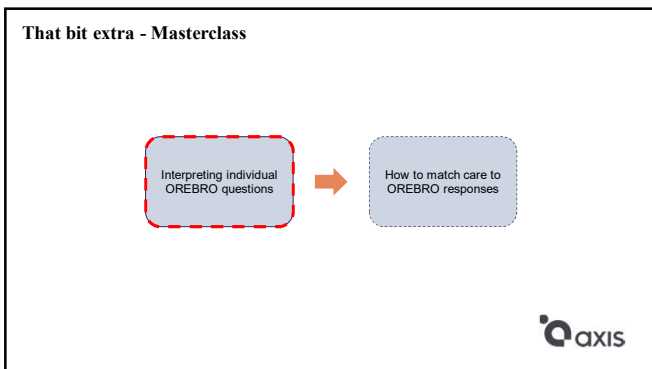 That bit extra - Masterclass
Interpreting individual
OREBRO questions
How to match care to
OREBRO responses
axis